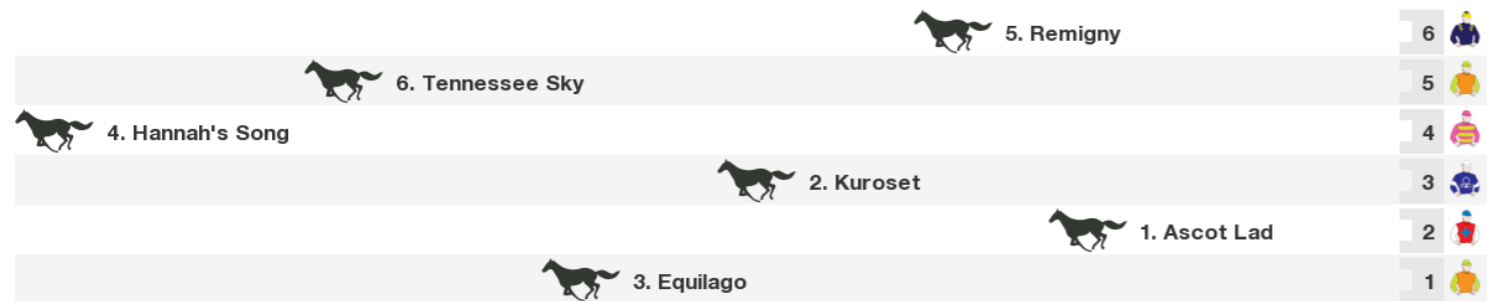 5. Remigny 6
6. Tennessee Sky 5
4. Hannah's Song 4
2. Kuroset 3
1. Ascot Lad 2
3. Equilago 1